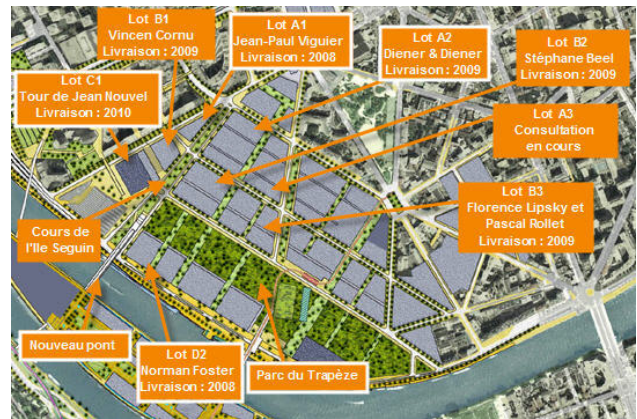 Lot B1
Vincen Cornu
Livraison : 2009
Lot A1
Jean-Paul Viguier
Livraison : 2008
Lot A2
Diener & Diener
Livraison : 2009
Lot B2
Stéphane Beel
Livraison : 2009
Lot C1
Tour de Jean Nouvel
Livraison : 2010
Lot A3
Consultation
en cours
Lot B3
Florence Lipsky et
Pascal Rollet
Livraison : 2009
Cours de
l'Ile Seguin
Nouveau pont
Lot D2
Norman Foster
Livraison : 2008
Parc du Trapèze